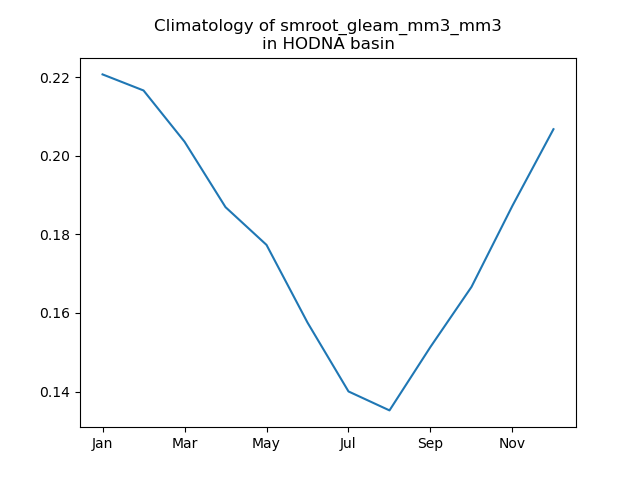 Climatology of smroot_gleam_mm3_mm3
in HODNA basin
0.22
0.20
0.18
0.16
0.14
Jan Mar May Jul Sep Nov